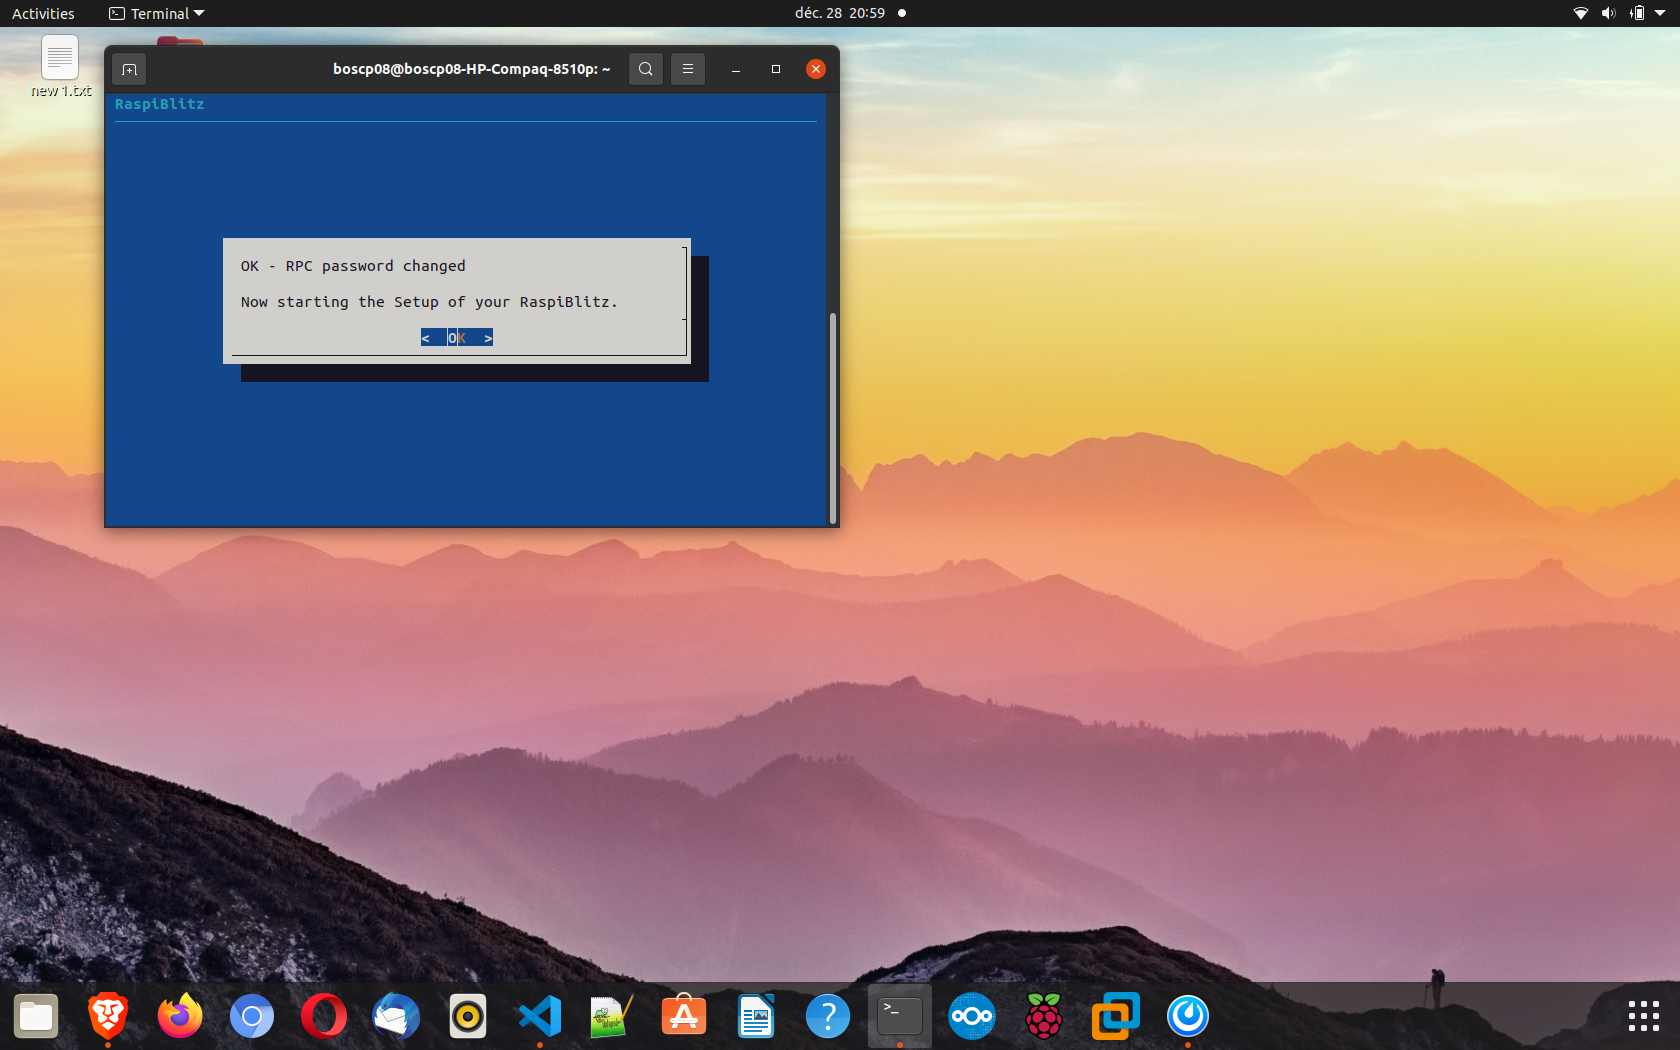 Activities
Terminal
déc. 28 20:59
new 1.txt
boscp08@boscp08-HP-Compaq-8510p: ~
RaspiBlitz
OK - RPC password changed
Now starting the Setup of your RaspiBlitz.
< OK >